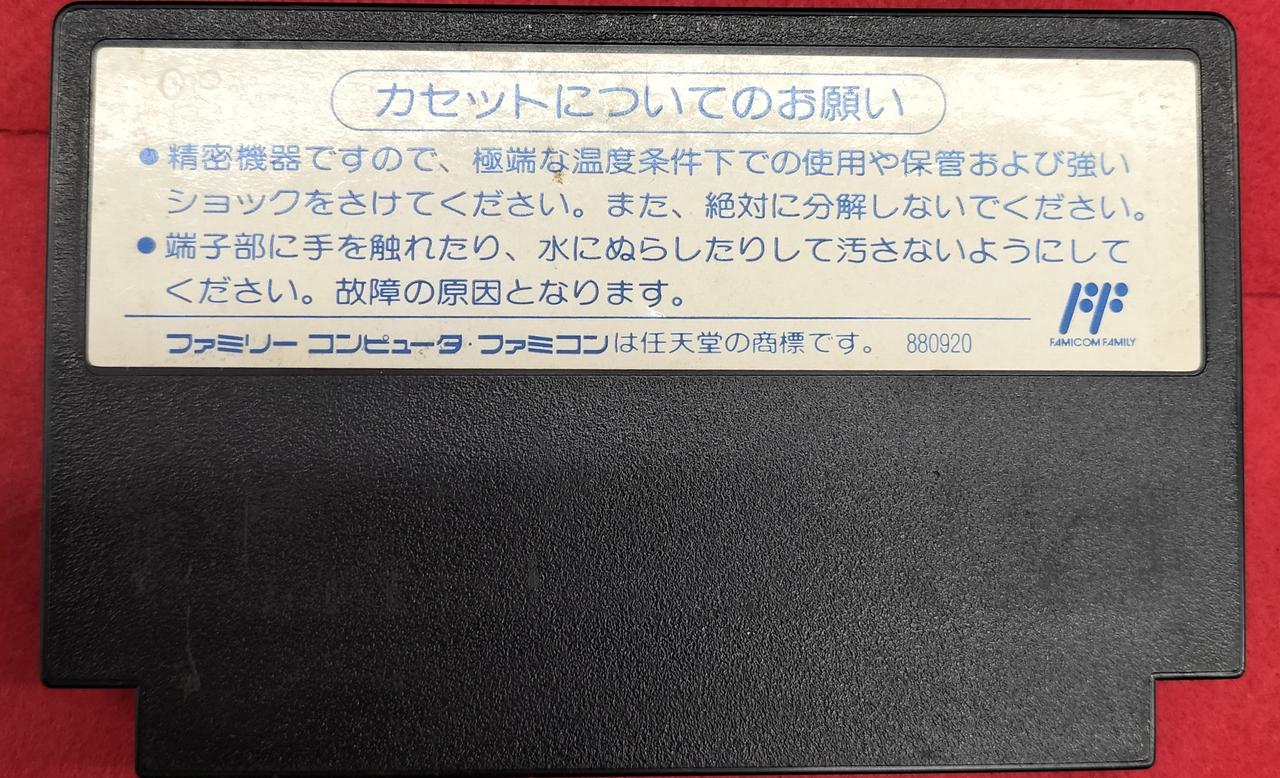 カセットについてのお願い
●精密機器ですので、極端な温度条件下での使用や保管および強い
ショックをさけてください。また、絶対に分解しないでください。
●端子部に手を触れたり、水にぬらしたりして汚さないようにして
ください。故障の原因となります。
ファミリー コンピュータ・ファミコンは任天堂の商標です。 880920
FF
FAMICOM FAMILY